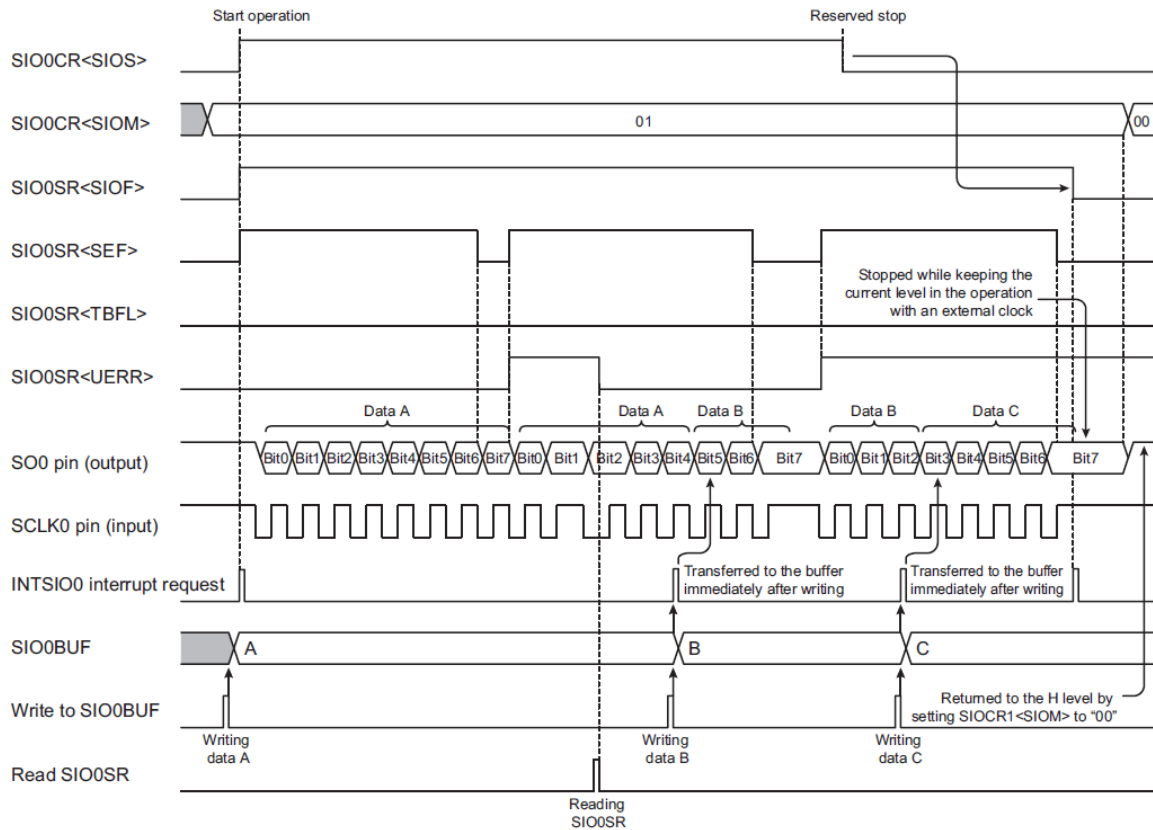 Start operation
Reserved stop
SIO0CR<SIOS>
SIO0CR<SIOM>
01
00
SIO0SR<SIOF>
SIO0SR<SEF>
Stopped while keeping the
current level in the operation
with an external clock
SIO0SR<TBFL>
SIO0SR<UERR>
Data A
Data A
Data B
Data B
Data C
SO0 pin (output)
Bit0 Bit1 Bit2 Bit3 Bit4 Bit5 Bit6 Bit7 Bit0 Bit1 Bit2 Bit3 Bit4 Bit5 Bit6 Bit7 Bit0 Bit1 Bit2 Bit3 Bit4 Bit5 Bit6 Bit7
SCLK0 pin (input)
INTSIO0 interrupt request
Transferred to the buffer
immediately after writing
Transferred to the buffer
immediately after writing
SIO0BUF
A
B
C
Write to SIO0BUF
Returned to the H level by
setting SIOCR1<SIOM> to “00”
Writing
data A
Writing
data B
Writing
data C
Read SIO0SR
Reading
SIO0SR